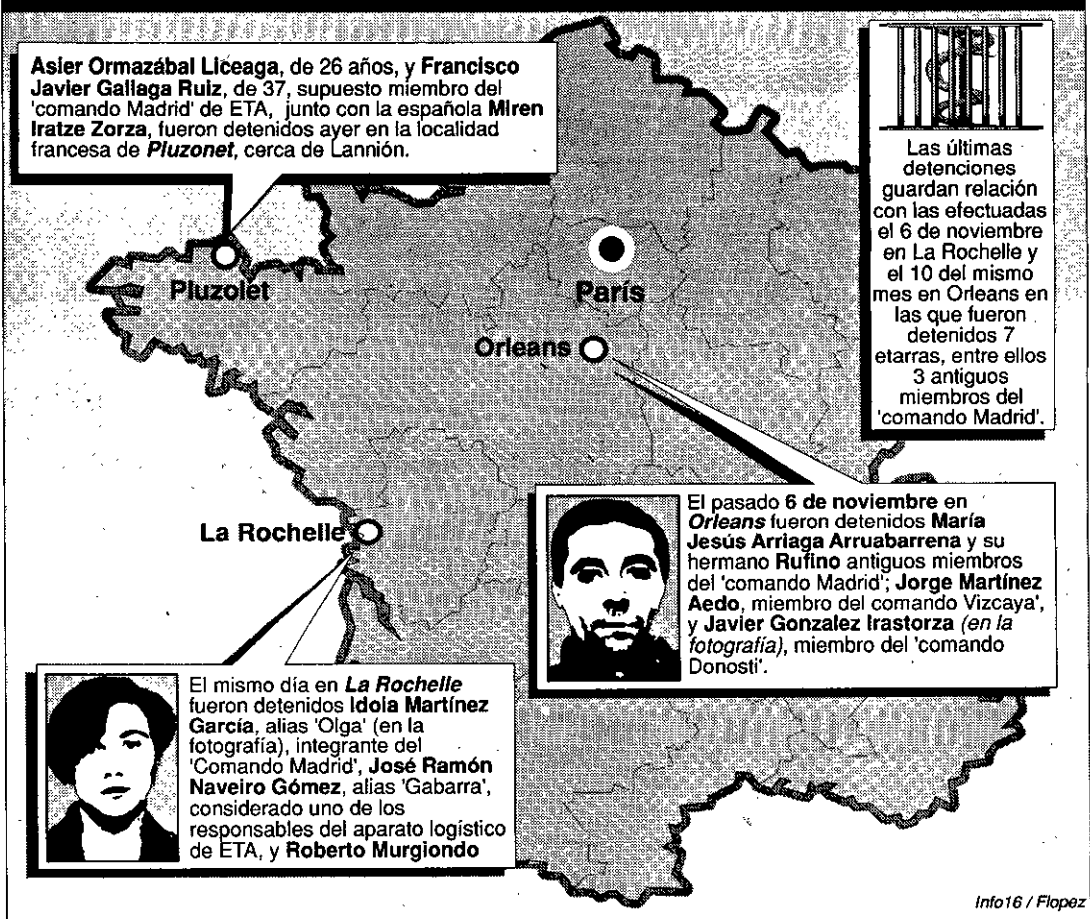 Asier Ormazábal Liceaga, de 26 años, y Francisco
Javier Gallaga Ruiz, de 37, supuesto miembro del
'comando Madrid' de ETA, junto con la española Miren
Iratze Zorza, fueron detenidos ayer en la localidad
francesa de Pluzonet, cerca de Lannión.
Las últimas
detenciones
guardan relación
con las efectuadas
el 6 de noviembre
en La Rochelle y
el 10 del mismo
mes en Orleans en
las que fueron
detenidos 7
etarras, entre ellos
3 antiguos
miembros del
'comando Madrid'.
Pluzolet
París
Orleans
La Rochelle
El pasado 6 de noviembre en
Orleans fueron detenidos María
Jesús Arriaga Arruabarrena y su
hermano Rufino antiguos miembros
del 'comando Madrid'; Jorge Martínez
Aedo, miembro del comando Vizcaya',
y Javier Gonzalez Irastorza (en la
fotografía), miembro del 'comando
Donosti'.
El mismo día en La Rochelle
fueron detenidos Idoia Martínez
García, alias 'Olga' (en la
fotografía), integrante del
'Comando Madrid', José Ramón
Naveiro Gómez, alias 'Gabarra',
considerado uno de los
responsables del aparato logístico
de ETA, y Roberto Murgiondo
Info16 / Flopez